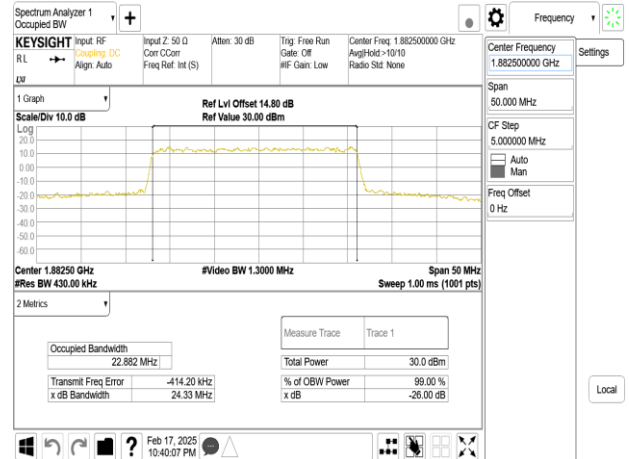 Spectrum Analyzer 1
Occupied BW
Frequency
KEYSIGHT
Input: RF
Coupling: DC
Align: Auto
Input Z: 50 Ω
Corr CCorr
Freq Ref: Int (S)
Atten: 30 dB
Trig: Free Run
Gate: Off
#IF Gain: Low
Center Freq: 1.882500000 GHz
Avg|Hold:>10/10
Radio Std: None
RL
LXI
Center Frequency
1.882500000 GHz
Settings
Span
50.000 MHz
CF Step
5.000000 MHz
Auto
Man
Freq Offset
0 Hz
Local
1 Graph
Scale/Div 10.0 dB
Ref Lvl Offset 14.80 dB
Ref Value 30.00 dBm
Log
20.0
10.0
0.00
-10.0
-20.0
-30.0
-40.0
-50.0
-60.0
Center 1.88250 GHz
#Video BW 1.3000 MHz
Span 50 MHz
#Res BW 430.00 kHz
Sweep 1.00 ms (1001 pts)
2 Metrics
Measure Trace Trace 1
Occupied Bandwidth
22.882 MHz
Total Power 30.0 dBm
Transmit Freq Error -414.20 kHz
% of OBW Power 99.00 %
x dB Bandwidth 24.33 MHz
x dB -26.00 dB
Feb 17, 2025
10:40:07 PM